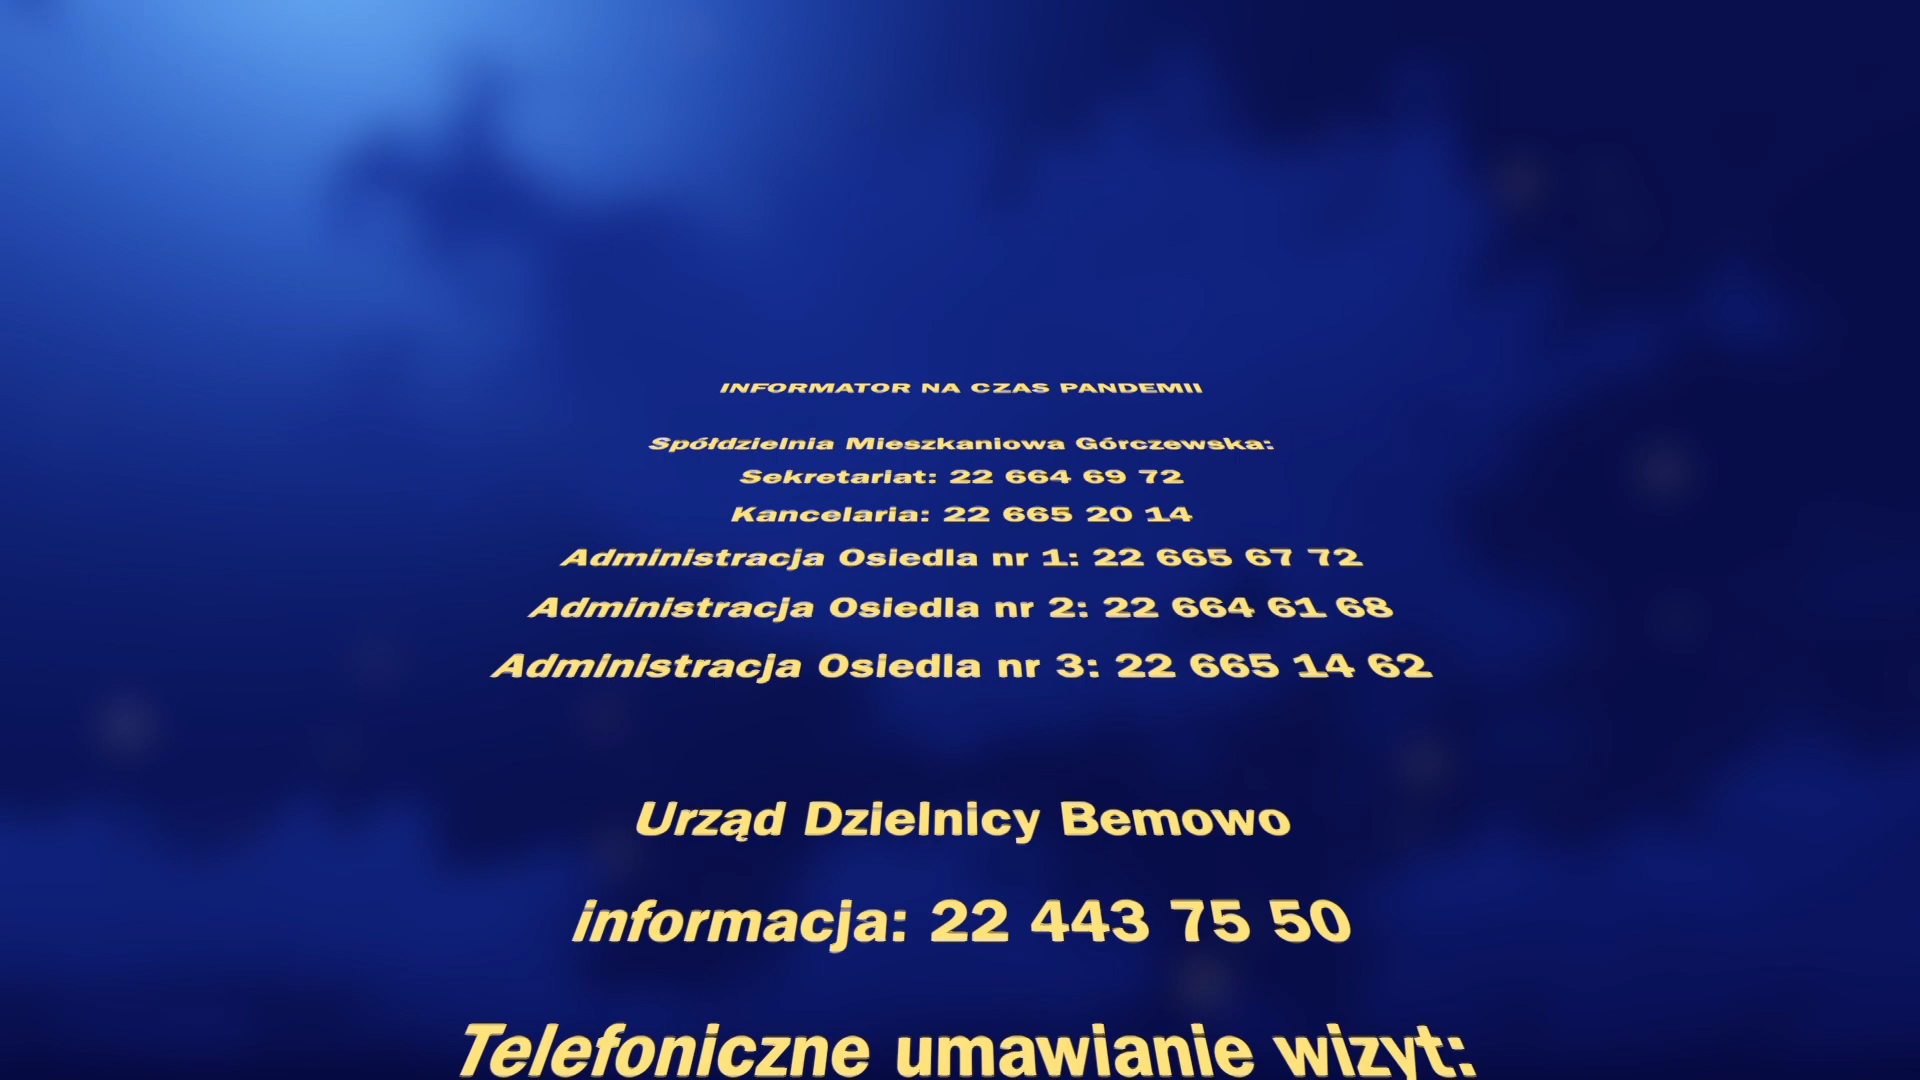 INFORMATOR NA CZAS PANDEMII
Spółdzielnia Mieszkaniowa Górczewska:
Sekretariat: 22 664 69 72
Kancelaria: 22 665 20 14
Administracja Osiedla nr 1: 22 665 67 72
Administracja Osiedla nr 2: 22 664 61 68
Administracja Osiedla nr 3: 22 665 14 62
Urząd Dzielnicy Bemowo
informacja: 22 443 75 50
Telefoniczne umawianie wizyt: